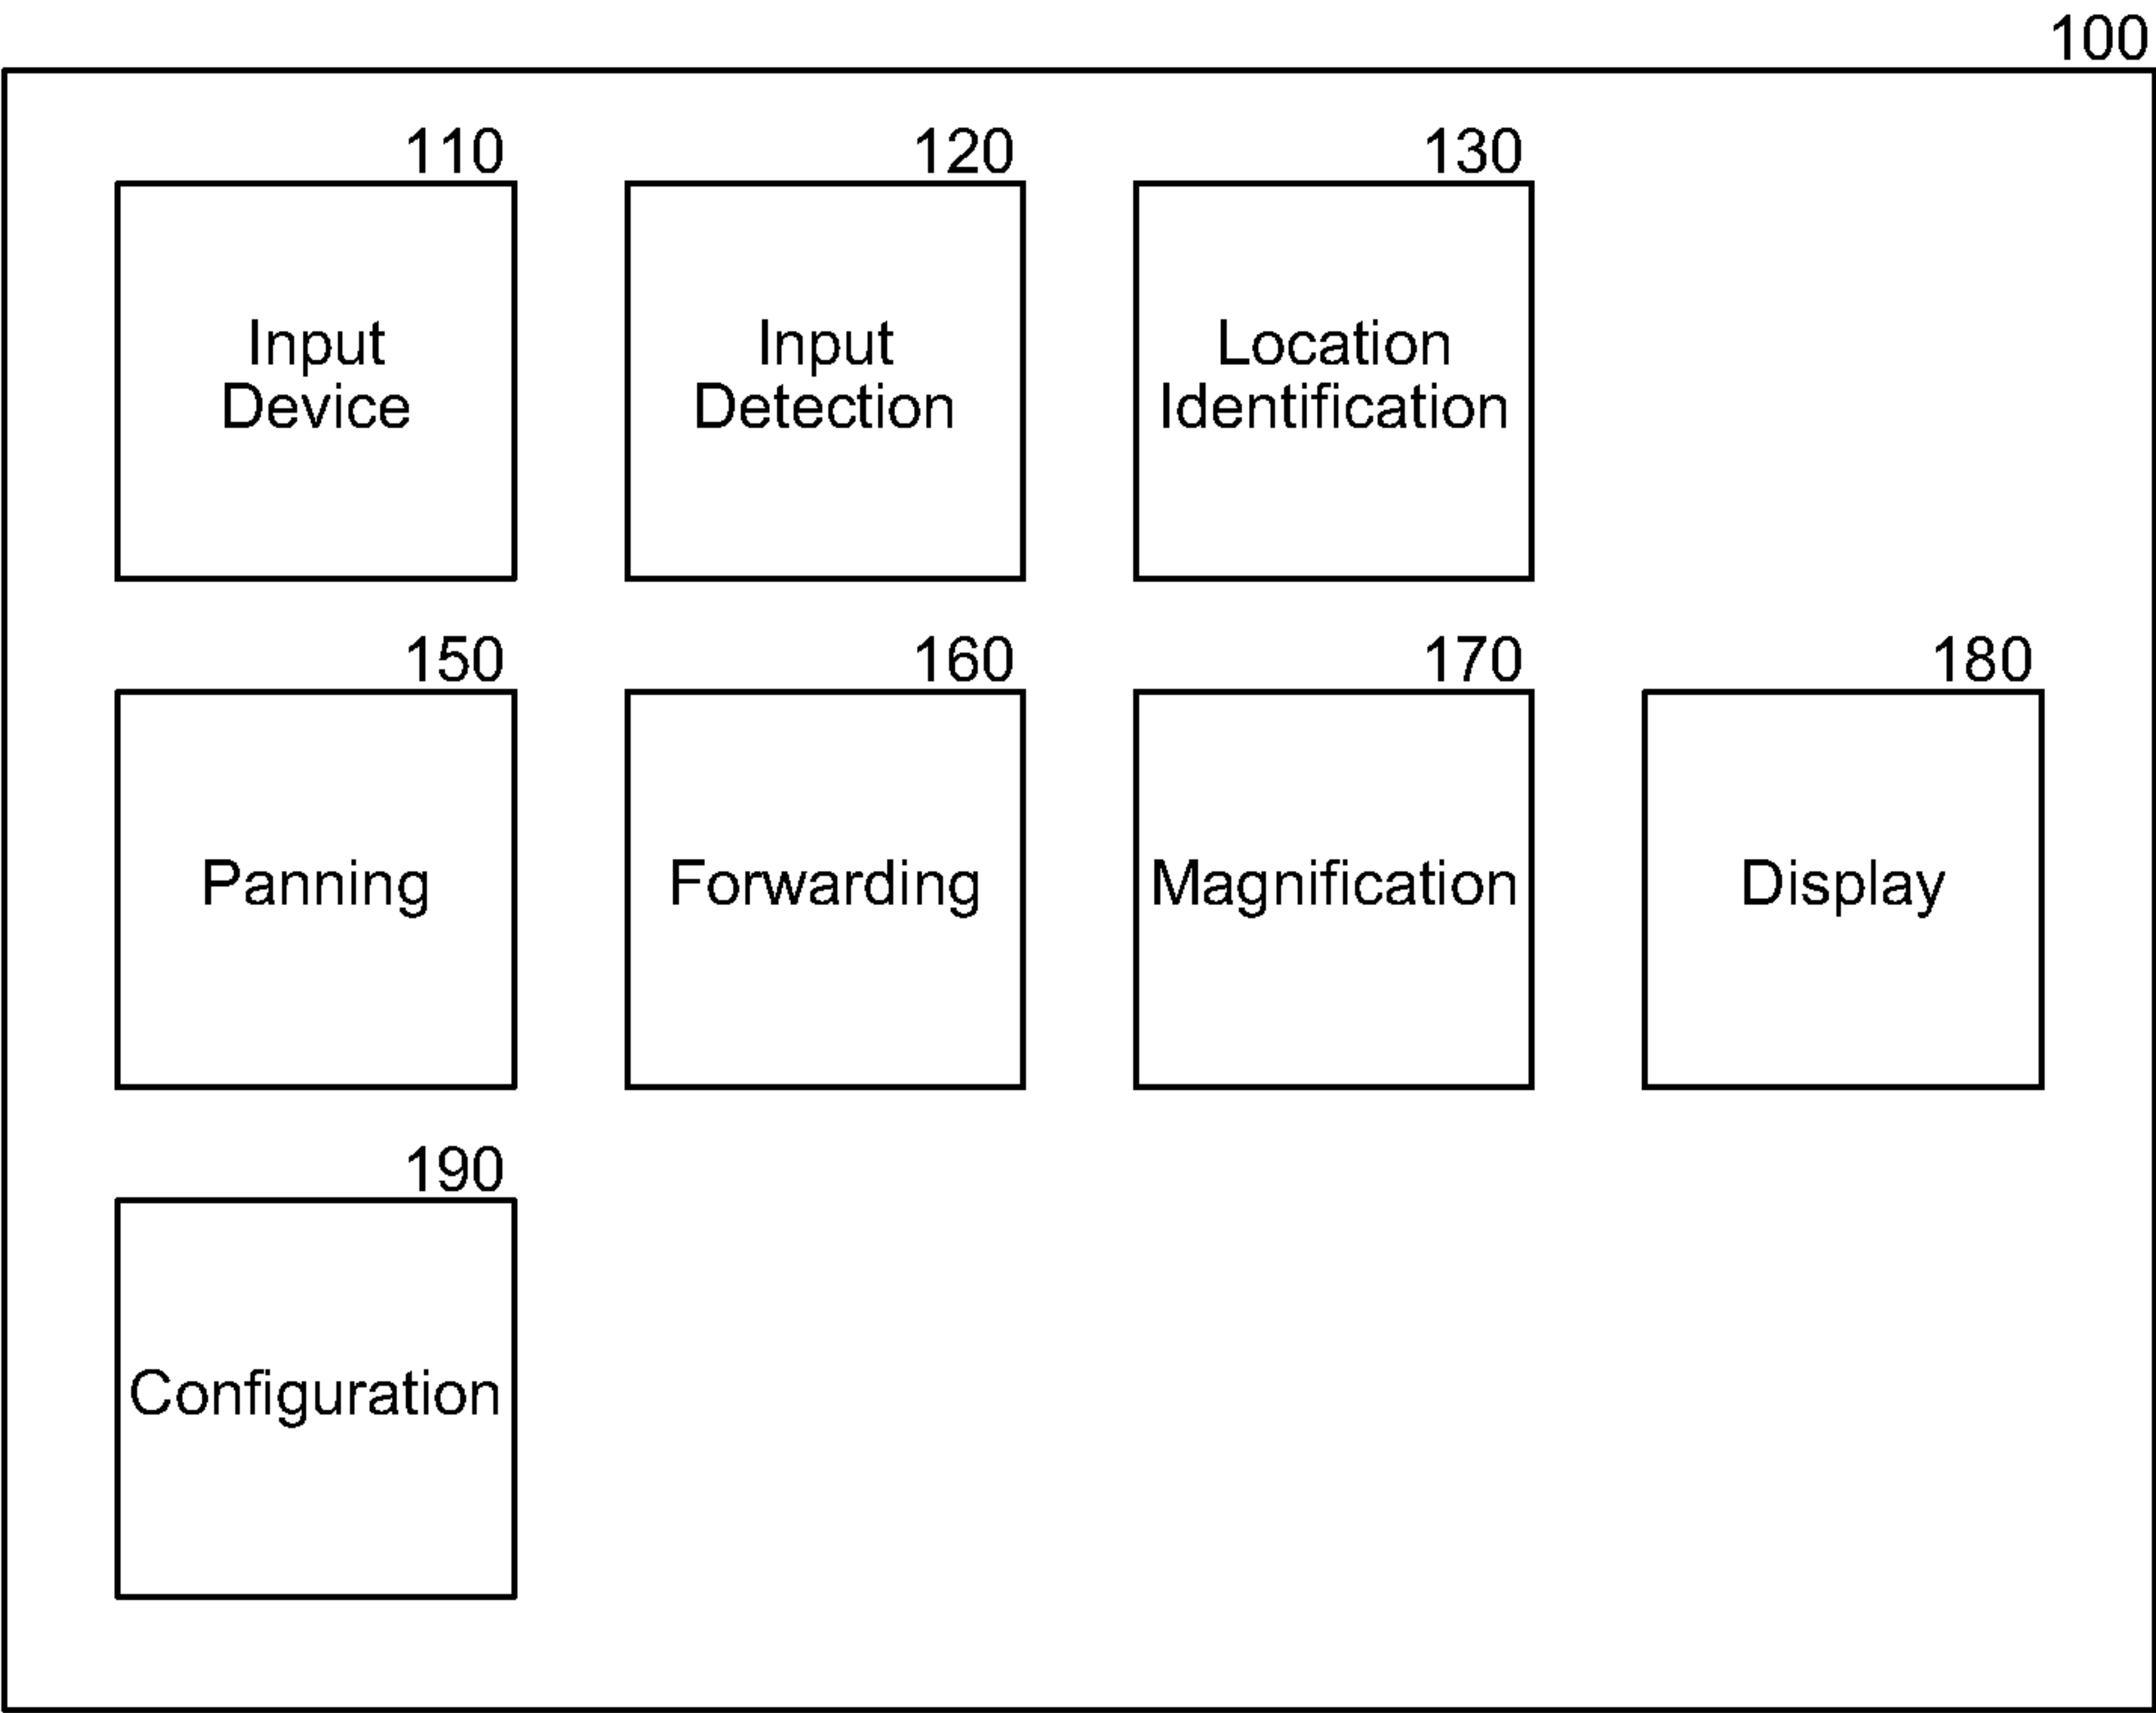 100
110
120
130
Input
Device
Input
Detection
Location
Identification
150
160
170
180
Panning
Forwarding
Magnification
Display
190
Configuration